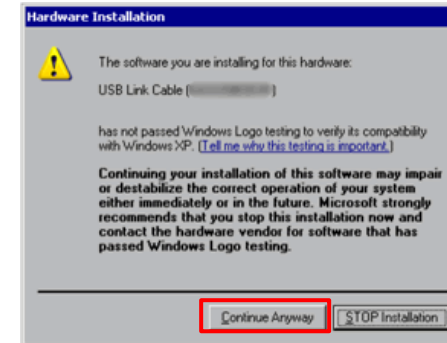 Hardware Installation
The software you are installing for this hardware:
USB Link Cable ( )
has not passed Windows Logo testing to verify its compatibility
with Windows XP. (Tell me why this testing is important.)
Continuing your installation of this software may impair
or destabilize the correct operation of your system
either immediately or in the future. Microsoft strongly
recommends that you stop this installation now and
contact the hardware vendor for software that has
passed Windows Logo testing.
Continue Anyway STOP Installation